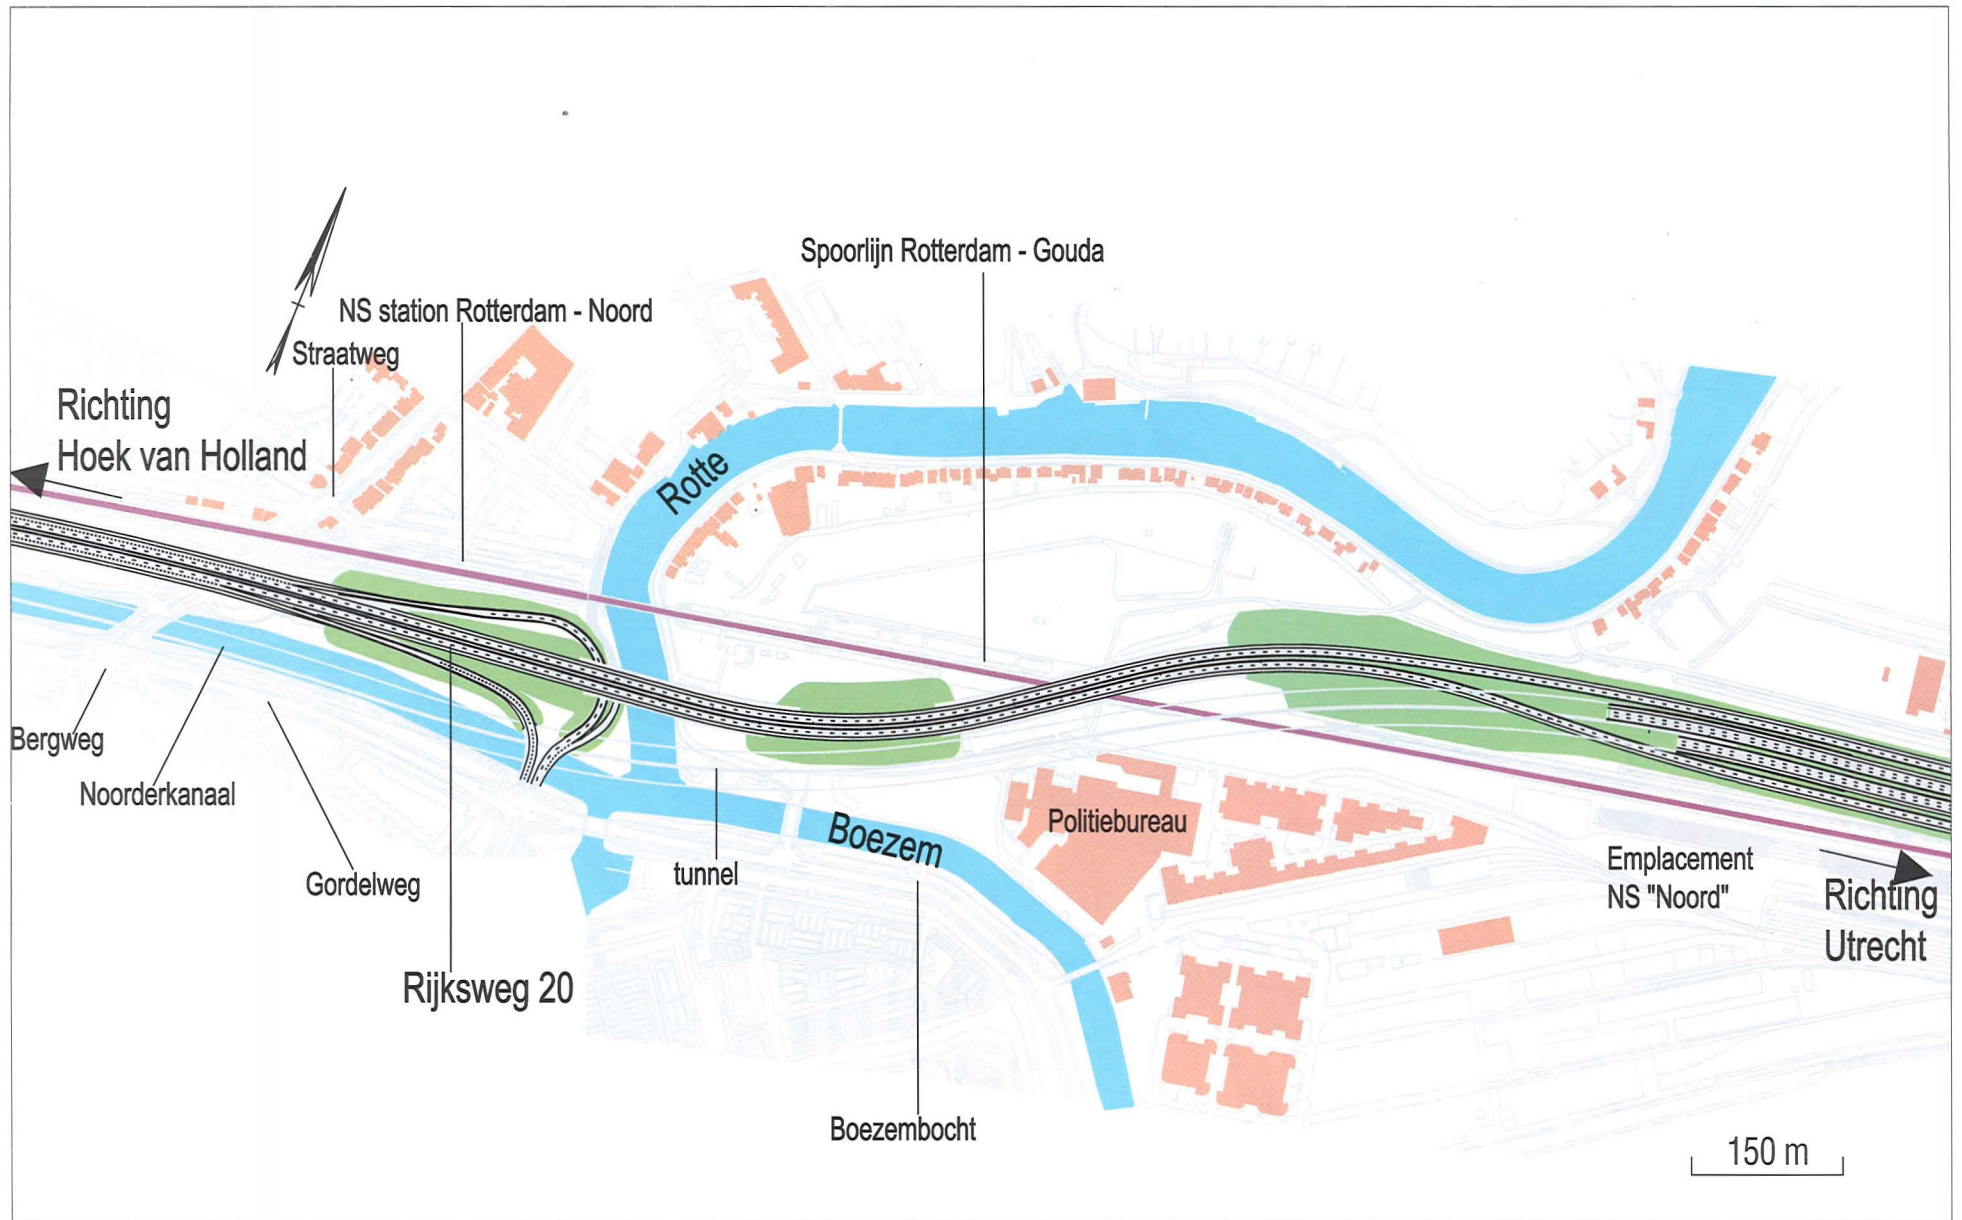 Spoorlijn Rotterdam - Gouda
NS station Rotterdam - Noord
Straatweg
Richting
Hoek van Holland
Rotte
Bergweg
Noorderkanaal
Gordelweg
Rijksweg 20
tunnel
Boezem
Politiebureau
Emplacement
NS "Noord"
Richting
Utrecht
Boezembocht
150 m